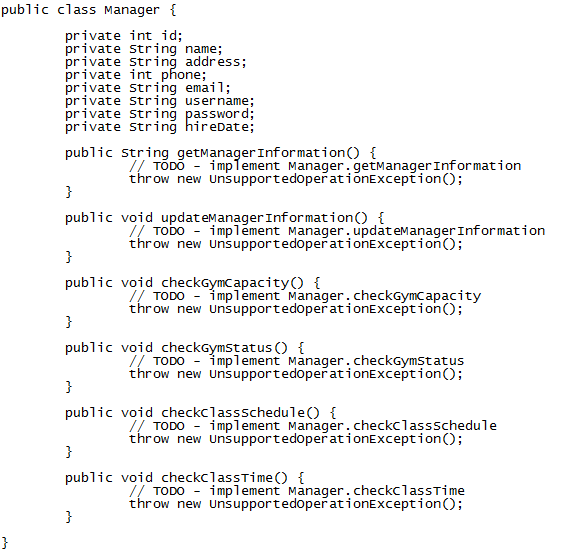 public class Manager {
private int id;
private String name;
private String address;
private int phone;
private String email;
private String username;
private String password;
private String hireDate;
public String getManagerInformation() {
// TODO - implement Manager.getManagerInformation
throw new UnsupportedOperationException();
}
public void updateManagerInformation() {
// TODO - implement Manager.updateManagerInformation
throw new UnsupportedOperationException();
}
public void checkGymCapacity() {
// TODO - implement Manager.checkGymCapacity
throw new UnsupportedOperationException();
}
public void checkGymStatus() {
// TODO - implement Manager.checkGymStatus
throw new UnsupportedOperationException();
}
public void checkClassSchedule() {
// TODO - implement Manager.checkClassSchedule
throw new UnsupportedOperationException();
}
public void checkClassTime() {
// TODO - implement Manager.checkClassTime
throw new UnsupportedOperationException();
}
}